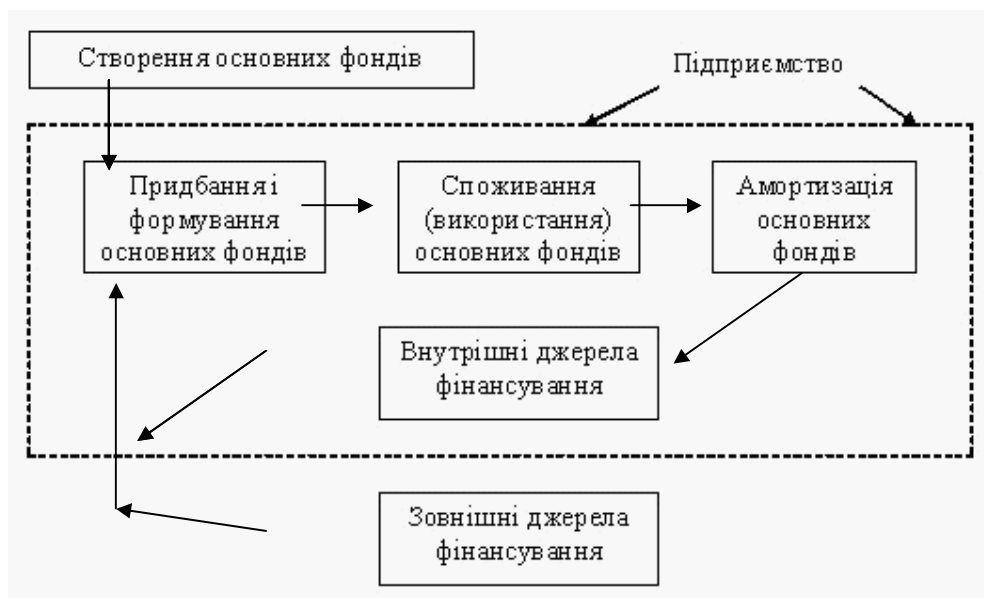 Створення основних фондів
Підприємство
Придбання і
формування
основних фондів
Споживання
(використання)
основних фондів
Амортизація
основних
фондів
Внутрішні джерела
фінансування
Зовнішні джерела
фінансування